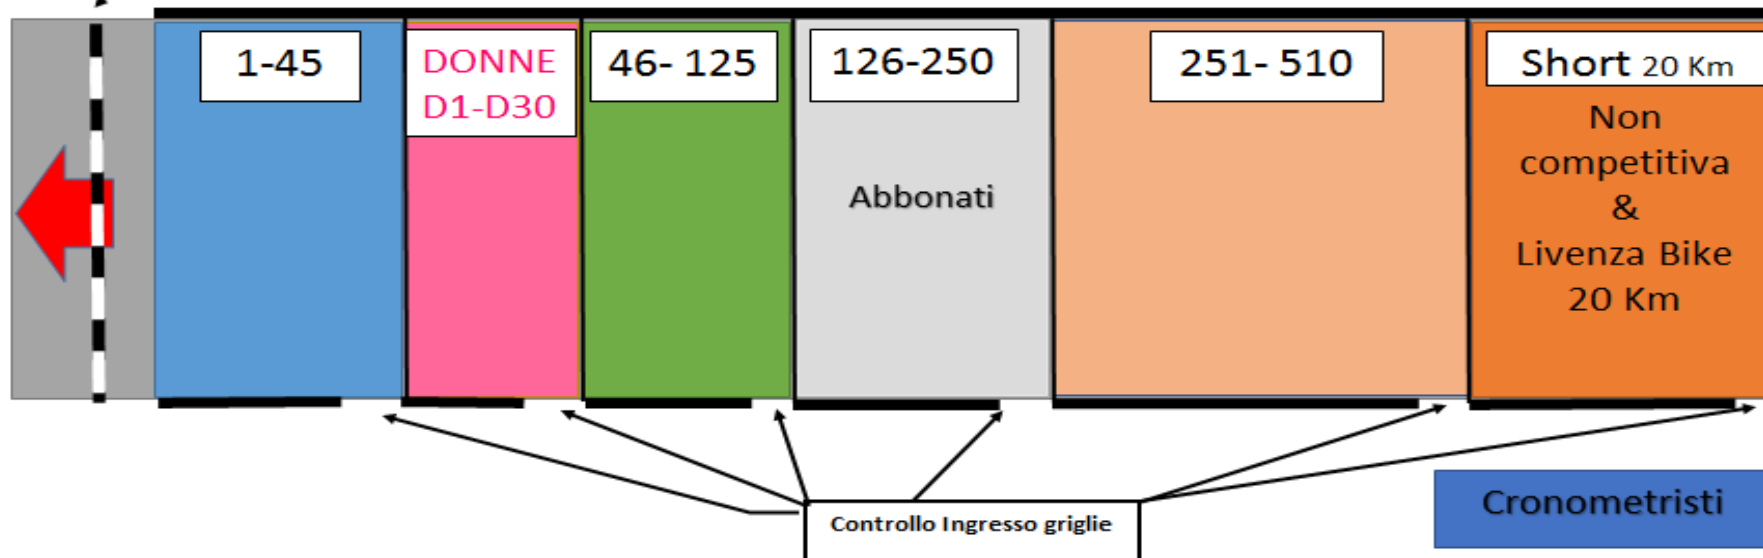 1-45
DONNE
D1-D30
46- 125
126-250
Abbonati
251- 510
Short 20 Km
Non
competitiva
&
Livenza Bike
20 Km
Controllo Ingresso griglie
Cronometristi